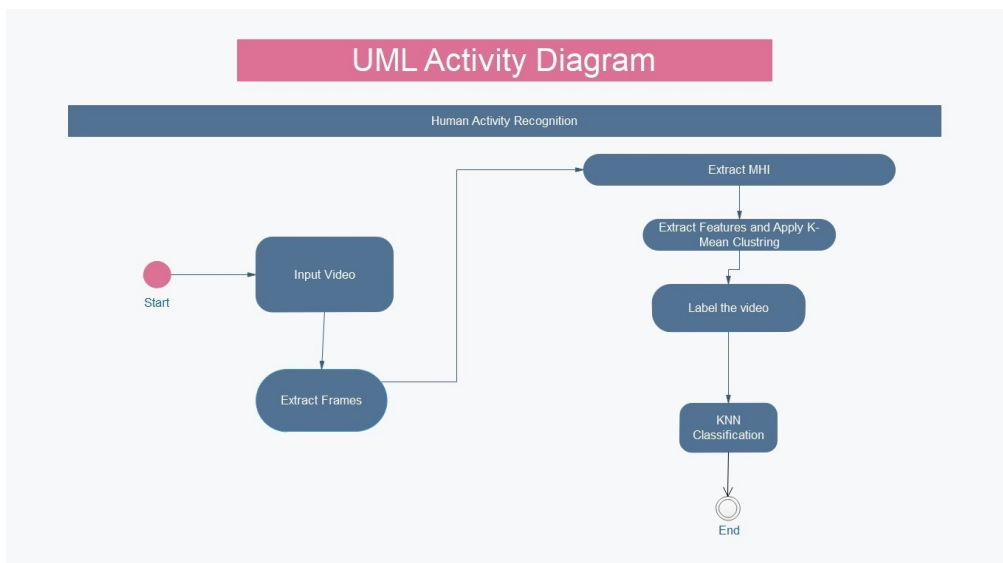 UML Activity Diagram
Human Activity Recognition
Start
Input Video
Extract Frames
Extract MHI
Extract Features and Apply K-
Mean Clustring
Label the video
KNN
Classification
End